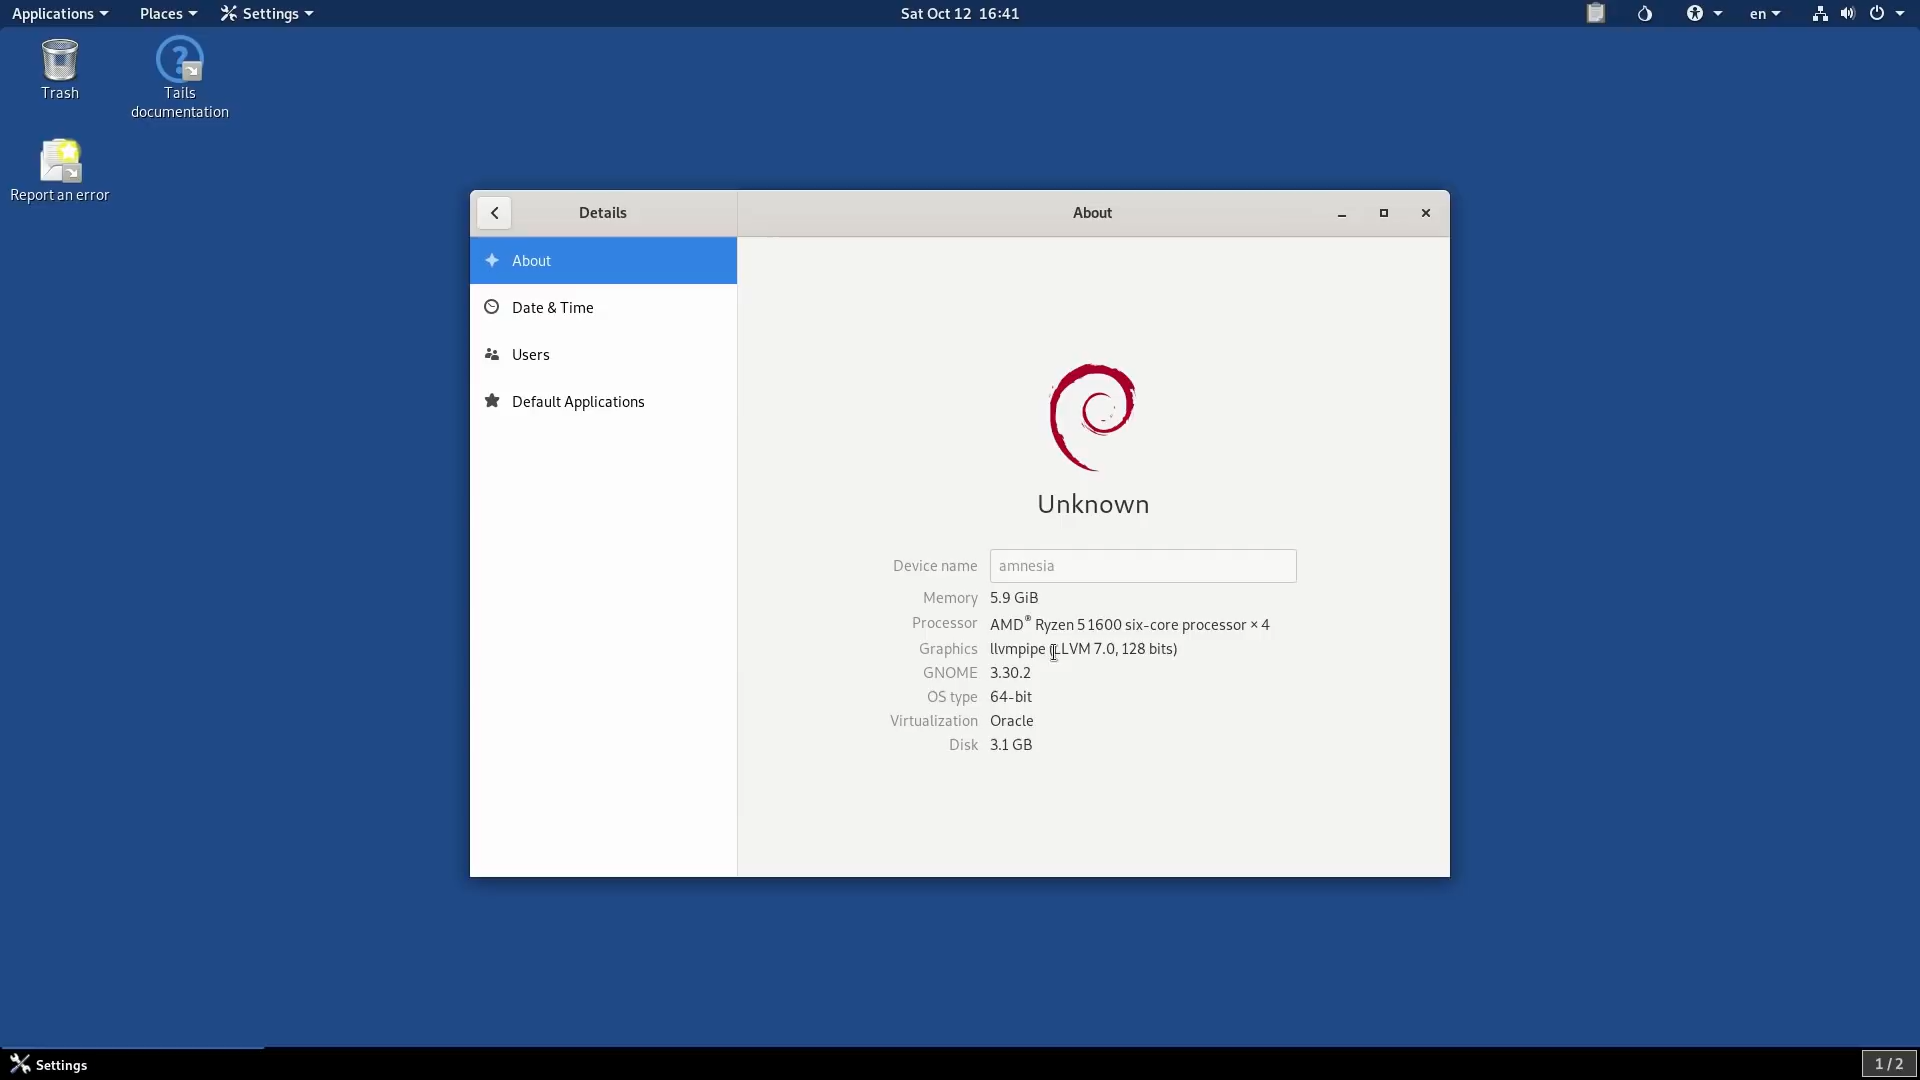 Applications Places Settings Sat Oct 12 16:41 en
Trash
Tails
documentation
Report an error
Details About
About
Date & Time
Users
Default Applications
Unknown
Device name amnesia
Memory 5.9 GiB
Processor AMD® Ryzen 5 1600 six-core processor × 4
Graphics llvmpipe (LLVM 7.0, 128 bits)
GNOME 3.30.2
OS type 64-bit
Virtualization Oracle
Disk 3.1 GB
Settings 1 / 2